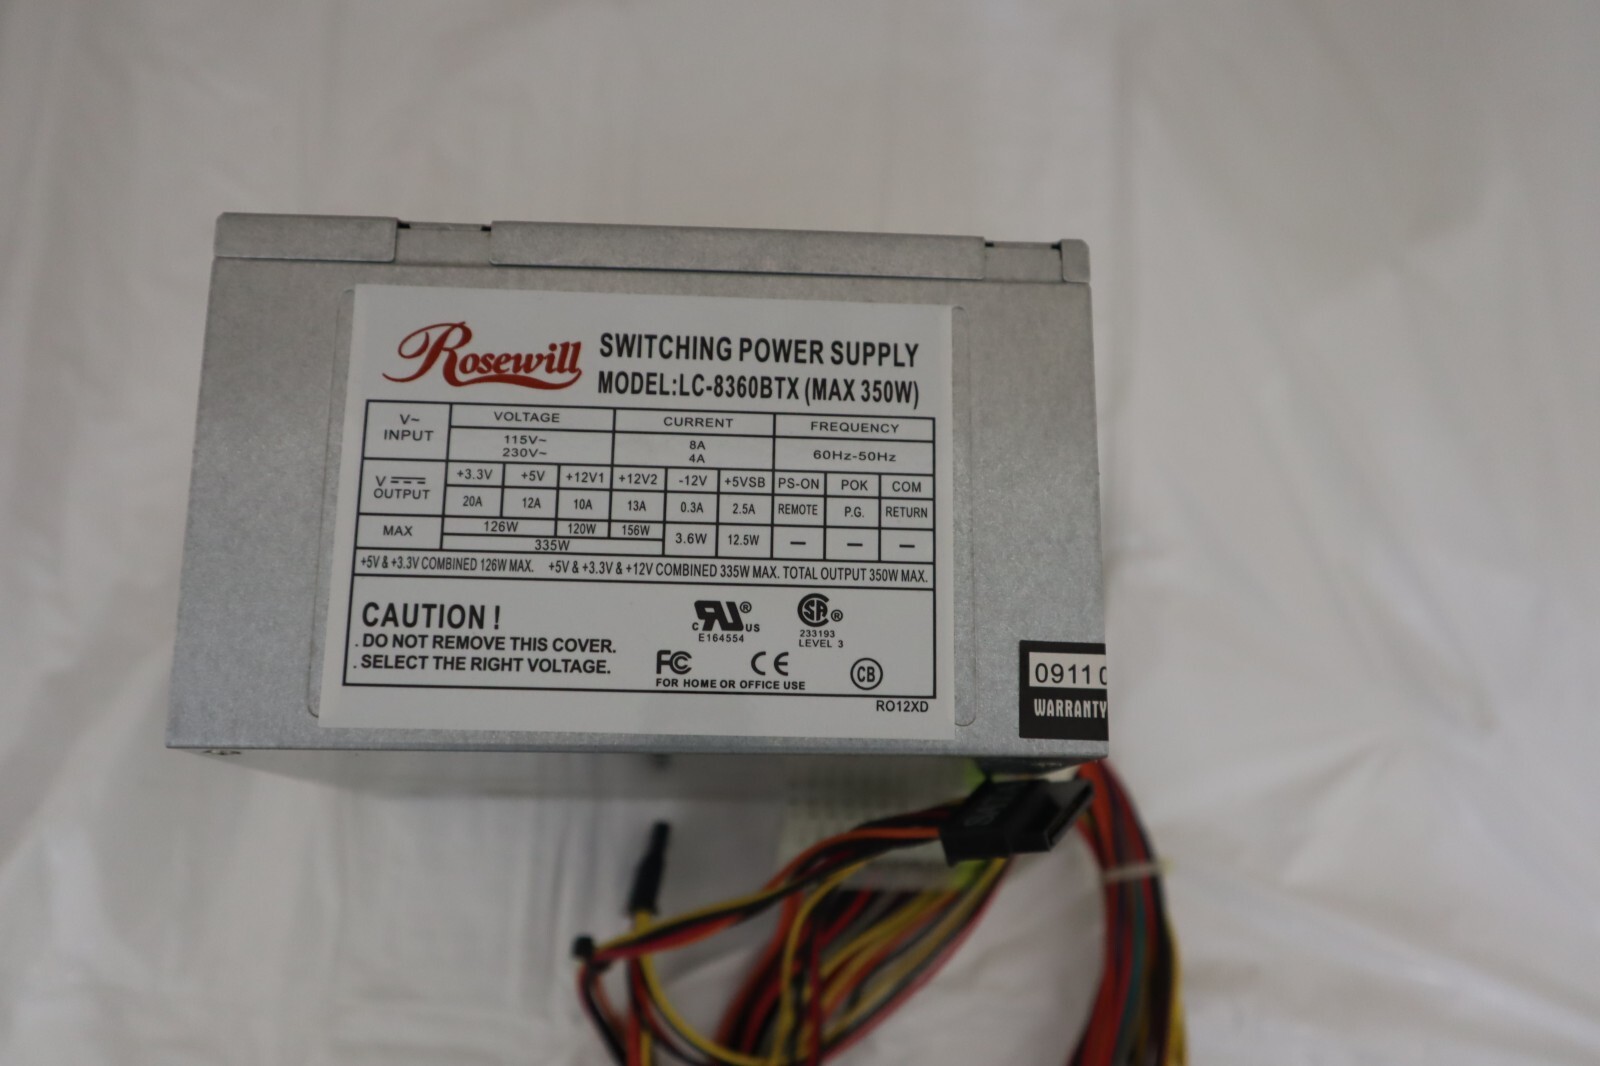 Rosewill
SWITCHING POWER SUPPLY
MODEL:LC-8360BTX (MAX 350W)
V~ INPUT
VOLTAGE CURRENT FREQUENCY
115V~ 8A 60Hz-50Hz
230V~ 4A
V OUTPUT
+3.3V +5V +12V1 +12V2 -12V +5VSB PS-ON POK COM
20A 12A 10A 13A 0.3A 2.5A REMOTE P.G. RETURN
MAX 126W 120W 156W 3.6W 12.5W — — —
335W
+5V & +3.3V COMBINED 126W MAX. +5V & +3.3V & +12V COMBINED 335W MAX. TOTAL OUTPUT 350W MAX.
CAUTION !
. DO NOT REMOVE THIS COVER.
. SELECT THE RIGHT VOLTAGE.
C RU ® US
E164554
SA ®
233193
LEVEL 3
FC CE CB
FOR HOME OR OFFICE USE
RO12XD
0911
WARRANTY